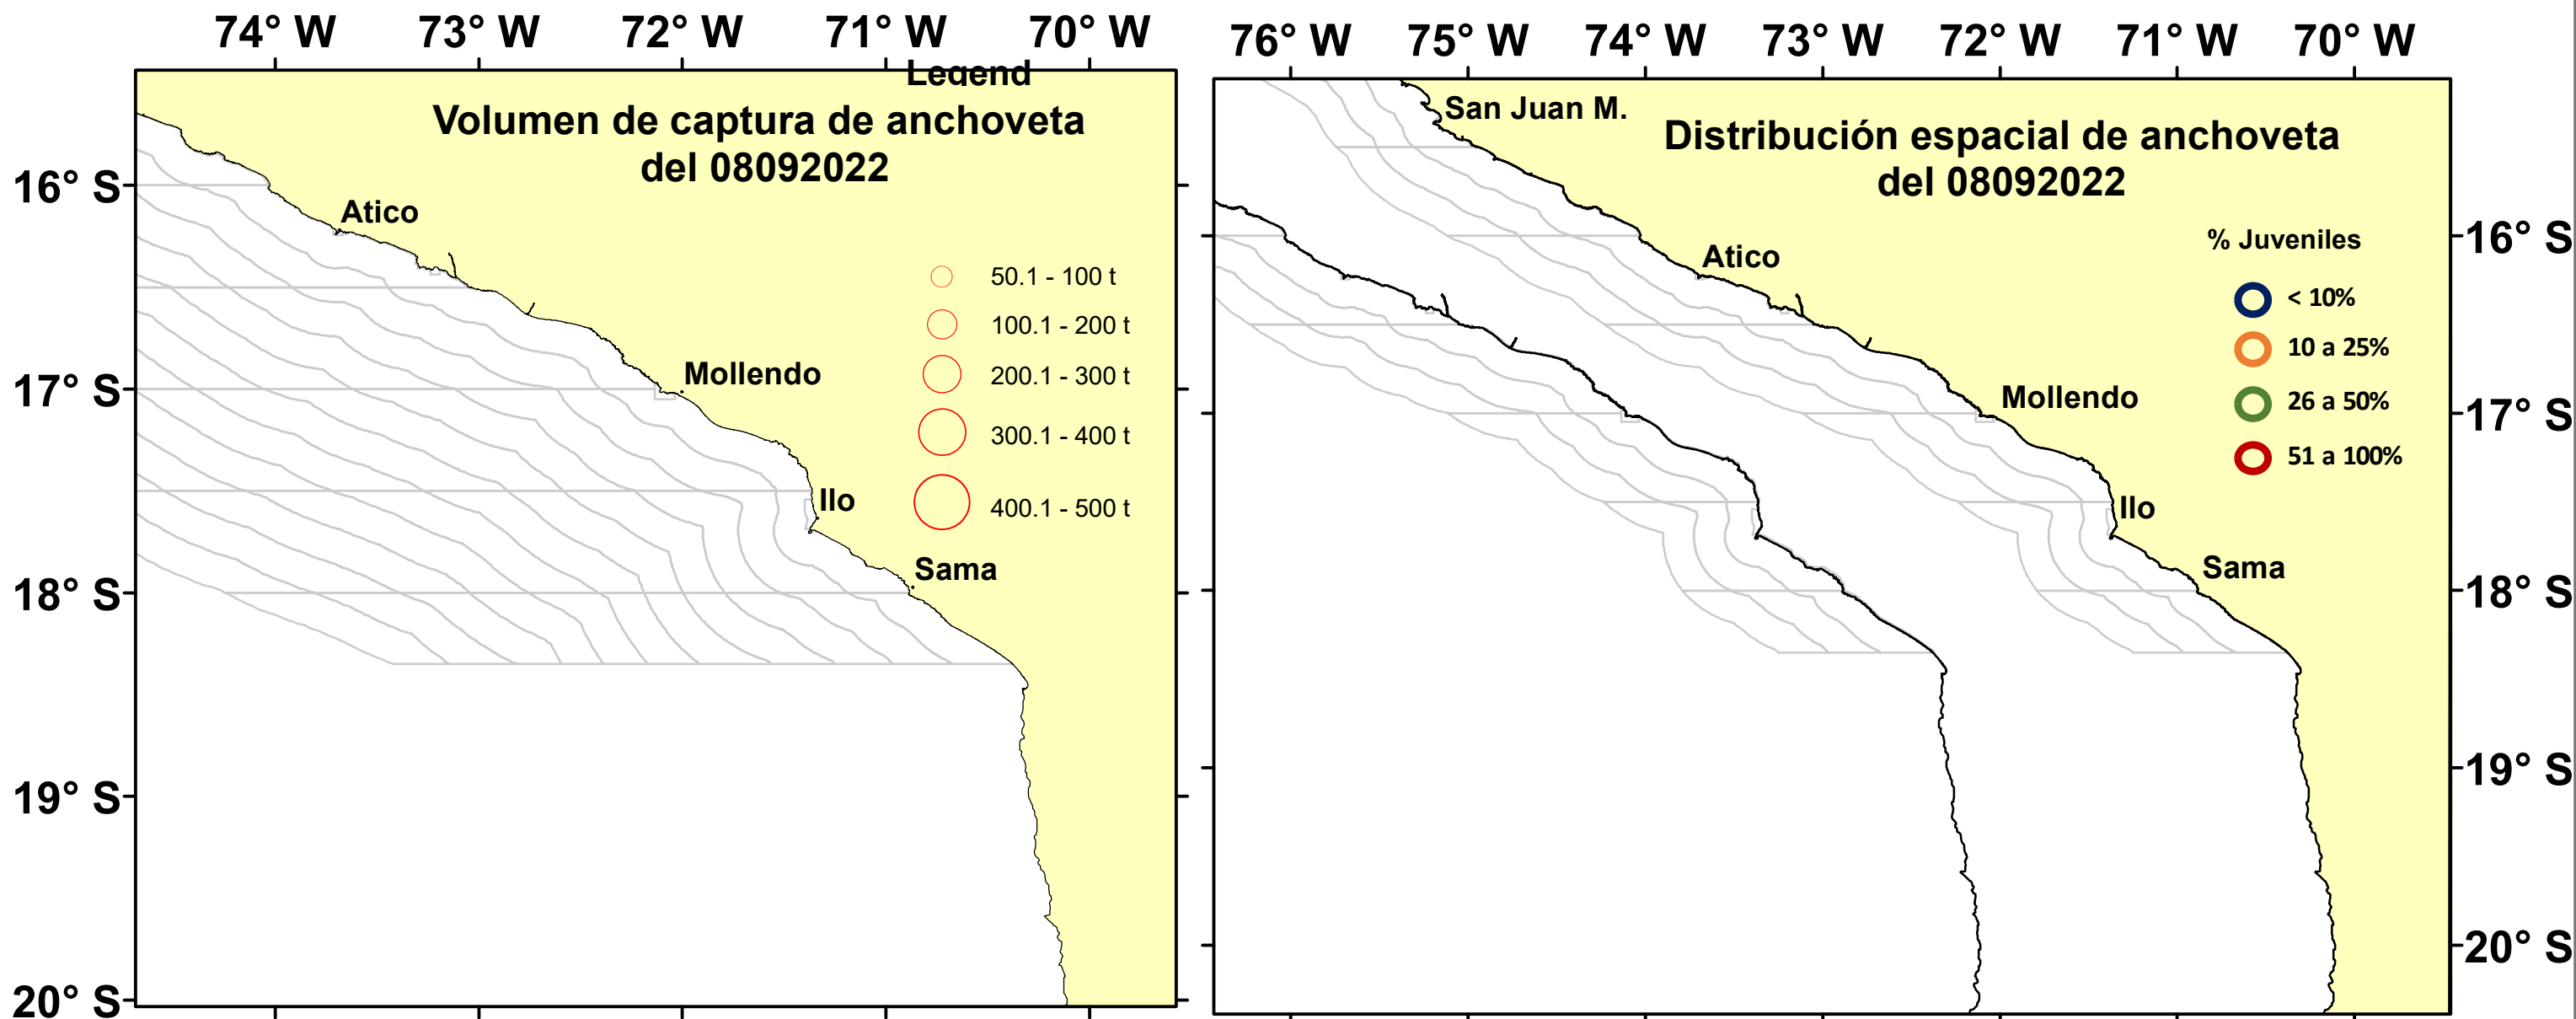 74° W 73° W 72° W 71° W 70° W
Legend
Volumen de captura de anchoveta
del 08092022
16° S
Atico
50.1 - 100 t
100.1 - 200 t
17° S
Mollendo
200.1 - 300 t
300.1 - 400 t
Ilo
400.1 - 500 t
18° S
Sama
19° S
20° S
76° W 75° W 74° W 73° W 72° W 71° W 70° W
San Juan M.
Distribución espacial de anchoveta
del 08092022
% Juveniles
16° S
Atico
< 10%
10 a 25%
Mollendo
26 a 50%
17° S
51 a 100%
Ilo
Sama
18° S
19° S
20° S